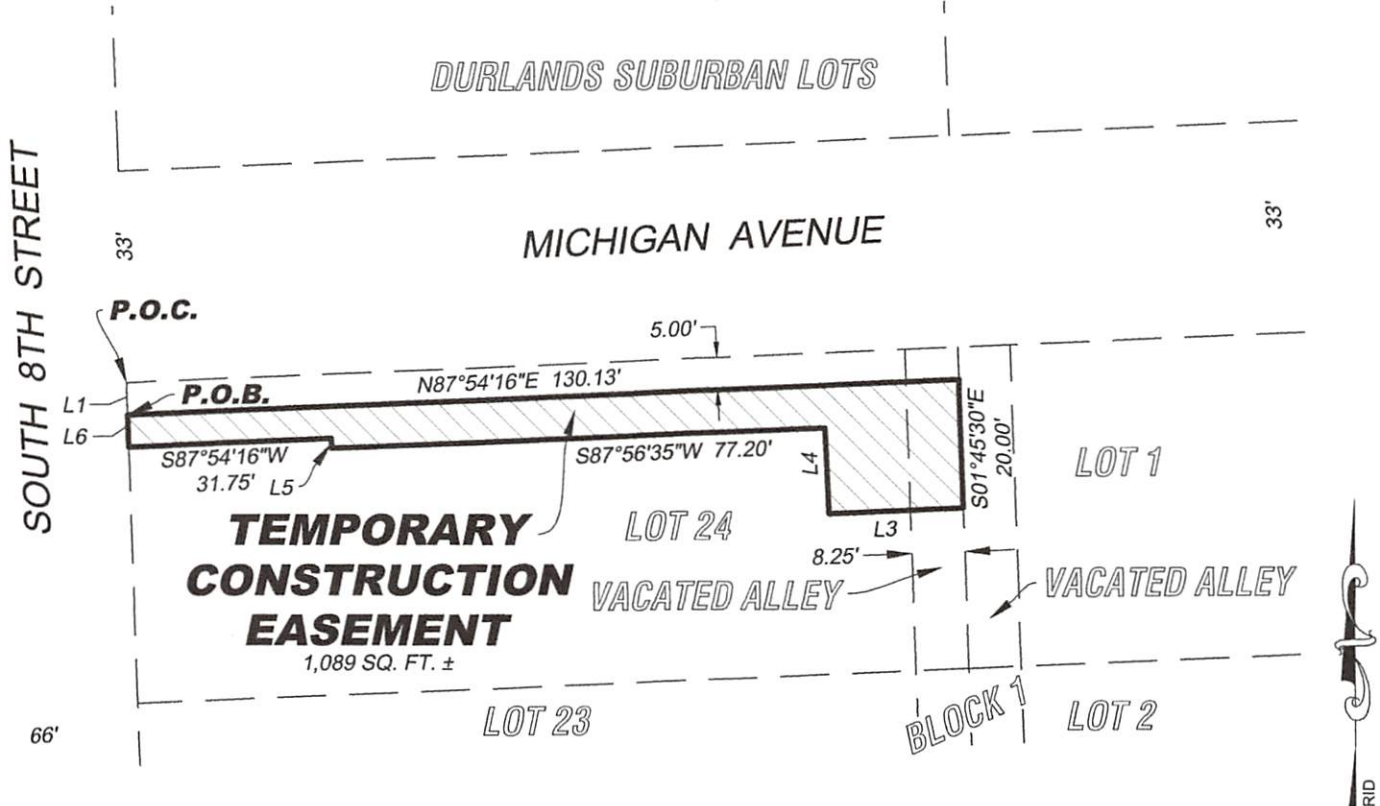 DURLANDS SUBURBAN LOTS
SOUTH 8TH STREET
33'
MICHIGAN AVENUE
33'
P.O.C.
5.00'
N87°54'16"E 130.13'
L1
P.O.B.
L6
S87°54'16"W
31.75'
L5
S87°56'35"W 77.20'
L4
S01°45'30"E
20.00'
LOT 1
TEMPORARY
CONSTRUCTION
EASEMENT
1,089 SQ. FT. ±
LOT 24
L3
8.25'
VACATED ALLEY
VACATED ALLEY
66'
LOT 23
BLOCK 1
LOT 2
RID